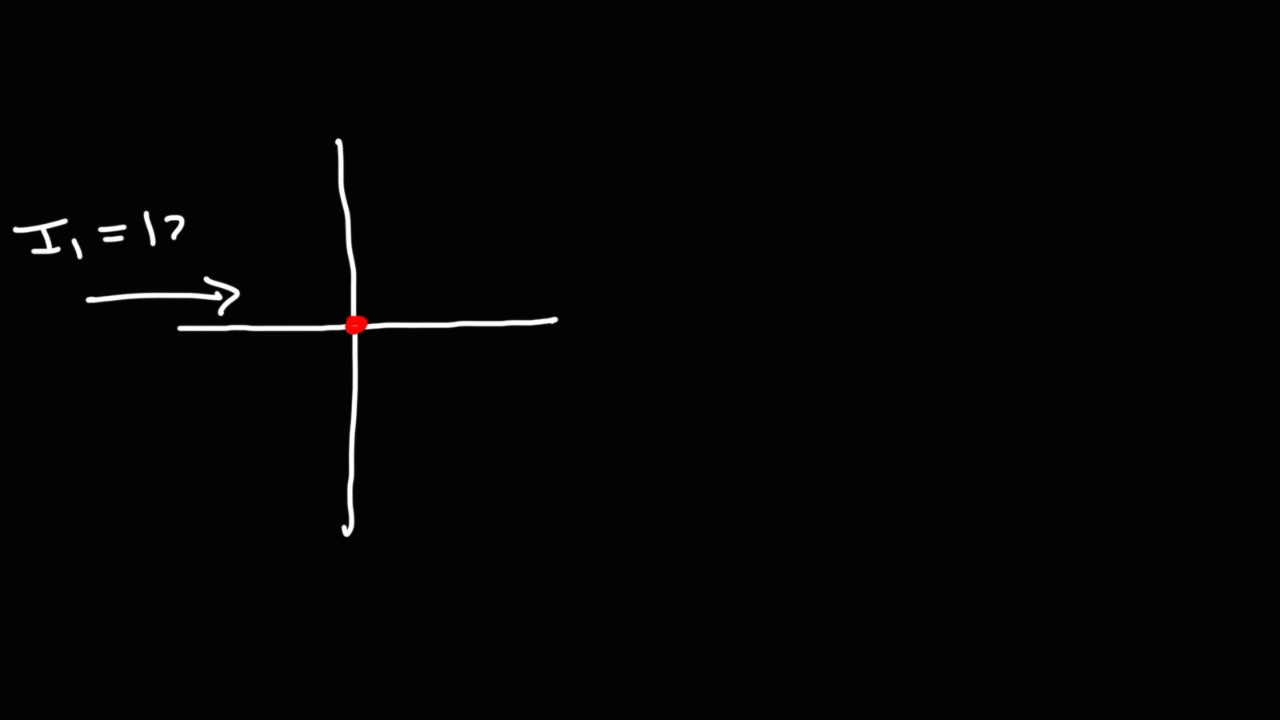 I₁ = 1?